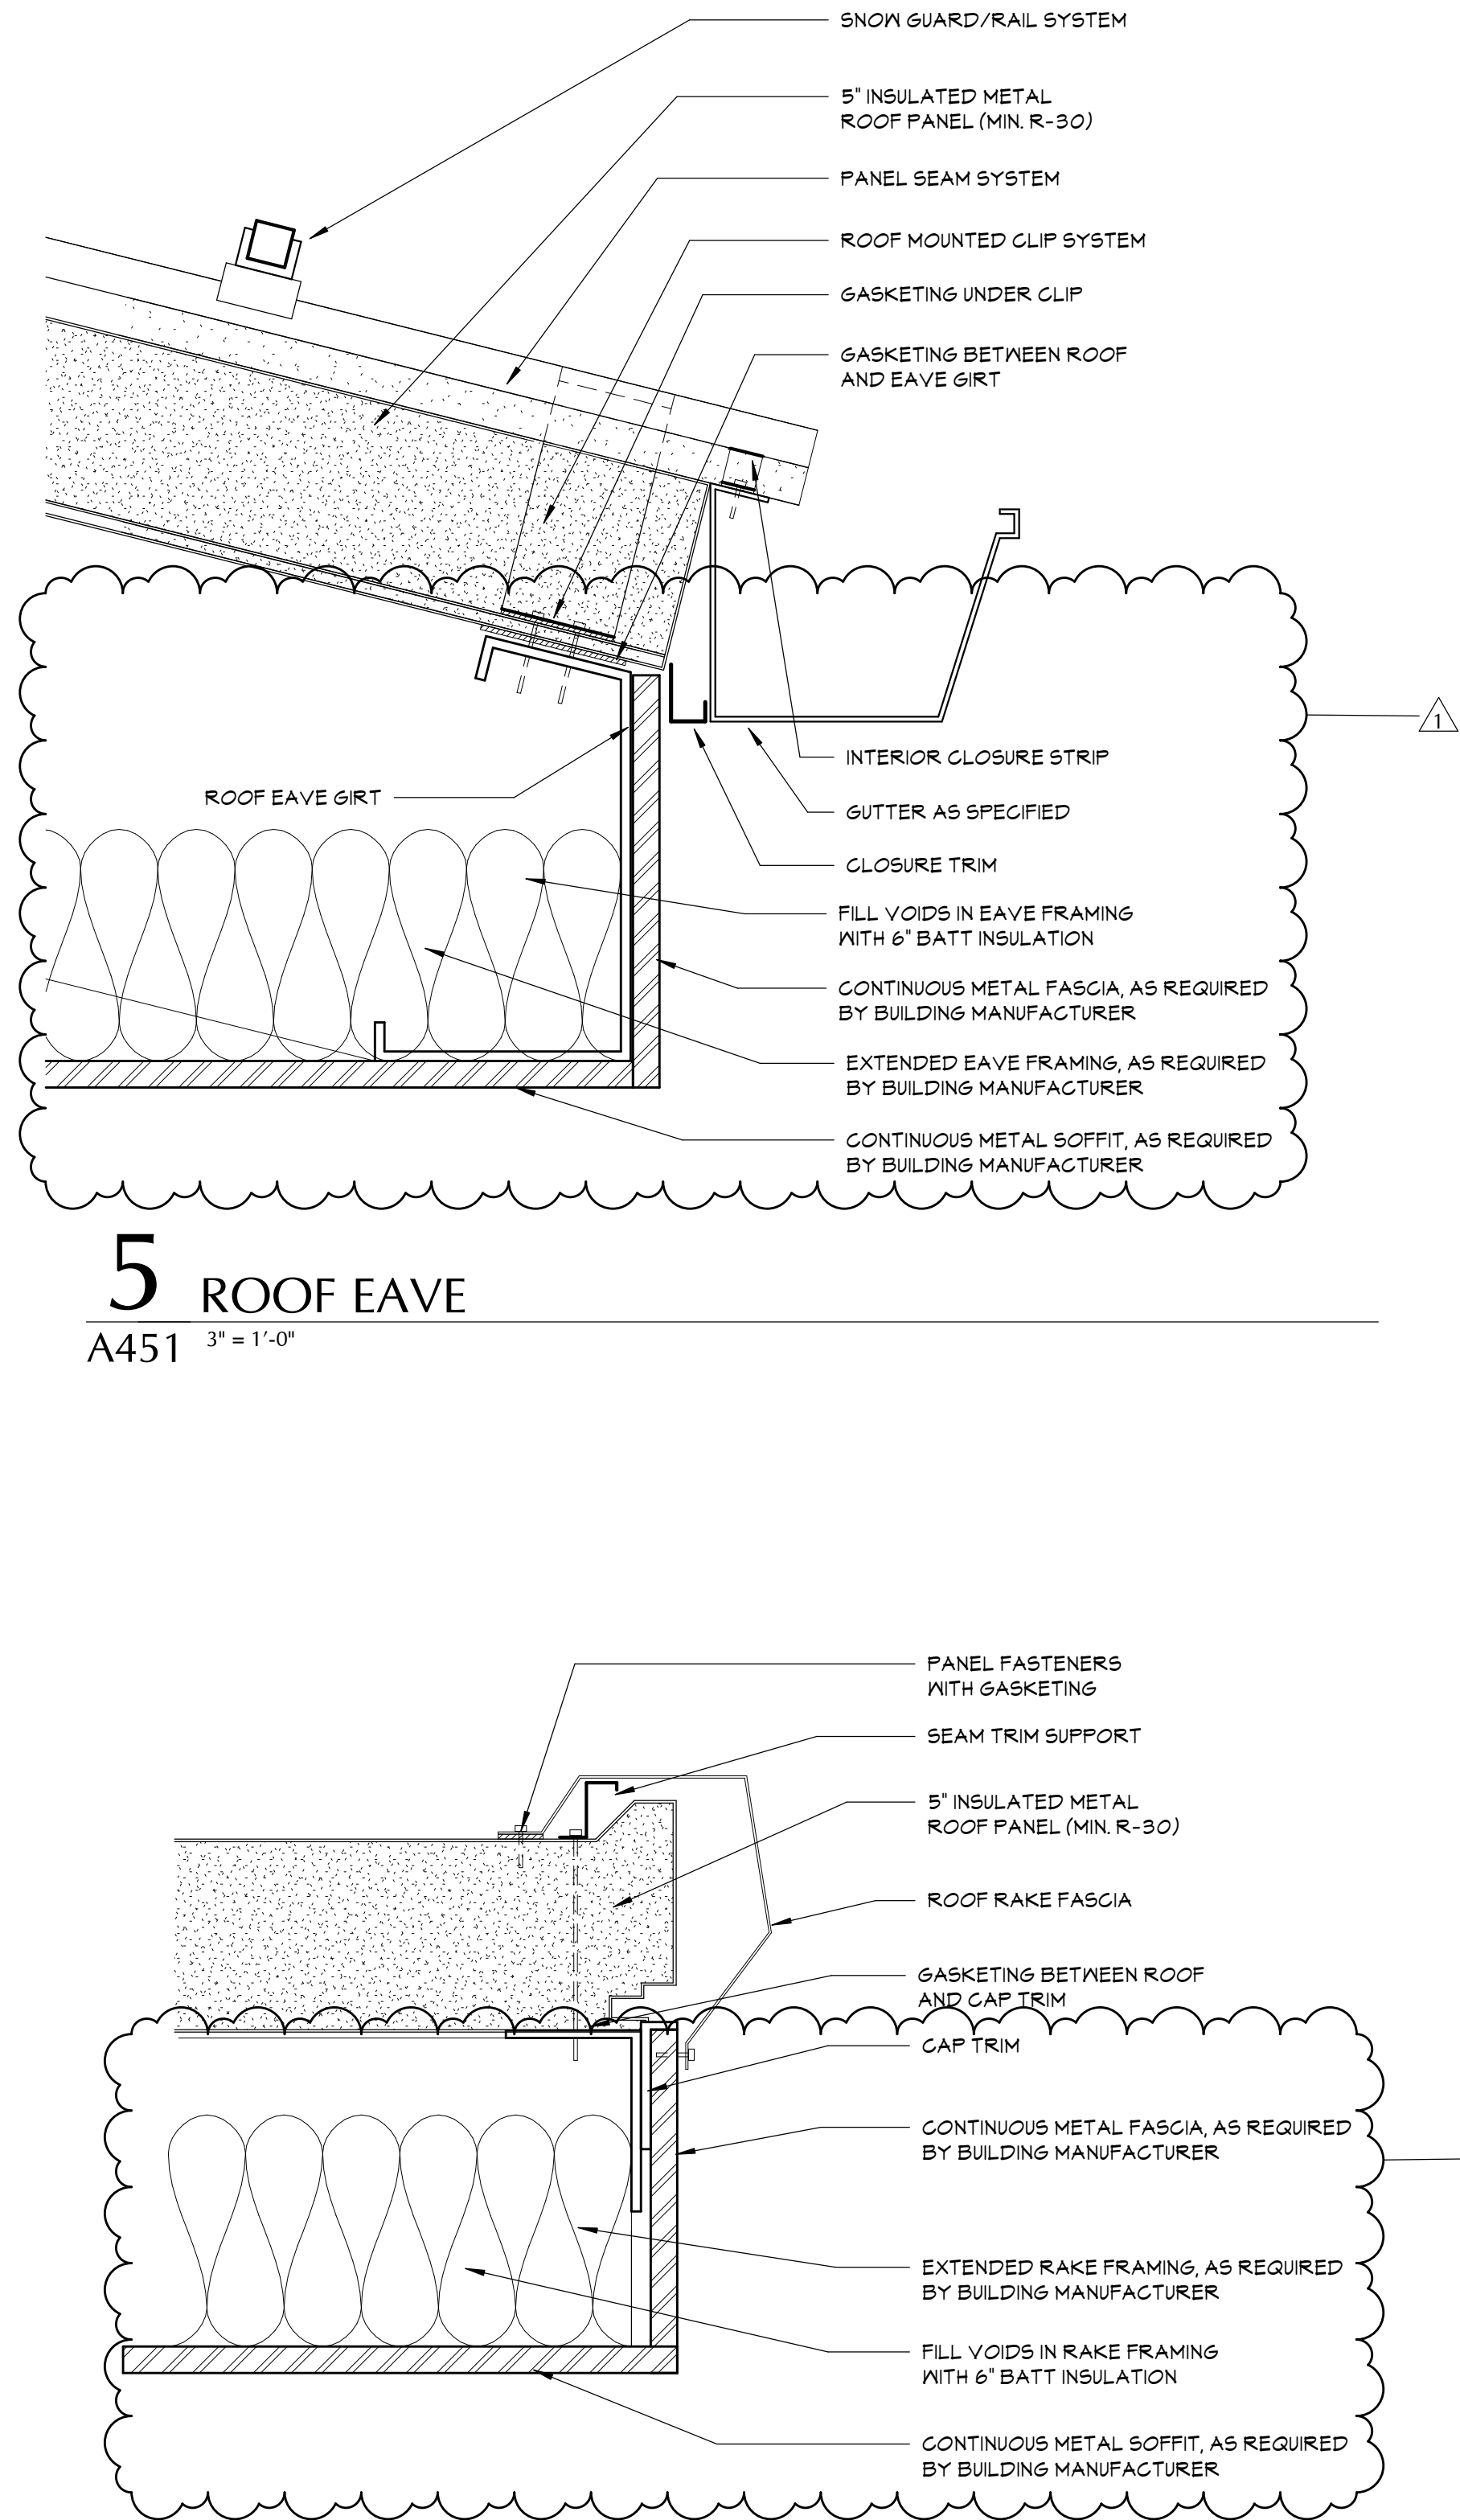 SNOW GUARD/RAIL SYSTEM
5" INSULATED METAL
ROOF PANEL (MIN. R-30)
PANEL SEAM SYSTEM
ROOF MOUNTED CLIP SYSTEM
GASKETING UNDER CLIP
GASKETING BETWEEN ROOF
AND EAVE GIRT
1
INTERIOR CLOSURE STRIP
ROOF EAVE GIRT
GUTTER AS SPECIFIED
CLOSURE TRIM
FILL VOIDS IN EAVE FRAMING
WITH 6" BATT INSULATION
CONTINUOUS METAL FASCIA, AS REQUIRED
BY BUILDING MANUFACTURER
EXTENDED EAVE FRAMING, AS REQUIRED
BY BUILDING MANUFACTURER
CONTINUOUS METAL SOFFIT, AS REQUIRED
BY BUILDING MANUFACTURER
5 ROOF EAVE
A451 3" = 1'-0"
PANEL FASTENERS
WITH GASKETING
SEAM TRIM SUPPORT
5" INSULATED METAL
ROOF PANEL (MIN. R-30)
ROOF RAKE FASCIA
GASKETING BETWEEN ROOF
AND CAP TRIM
CAP TRIM
CONTINUOUS METAL FASCIA, AS REQUIRED
BY BUILDING MANUFACTURER
EXTENDED RAKE FRAMING, AS REQUIRED
BY BUILDING MANUFACTURER
FILL VOIDS IN RAKE FRAMING
WITH 6" BATT INSULATION
CONTINUOUS METAL SOFFIT, AS REQUIRED
BY BUILDING MANUFACTURER